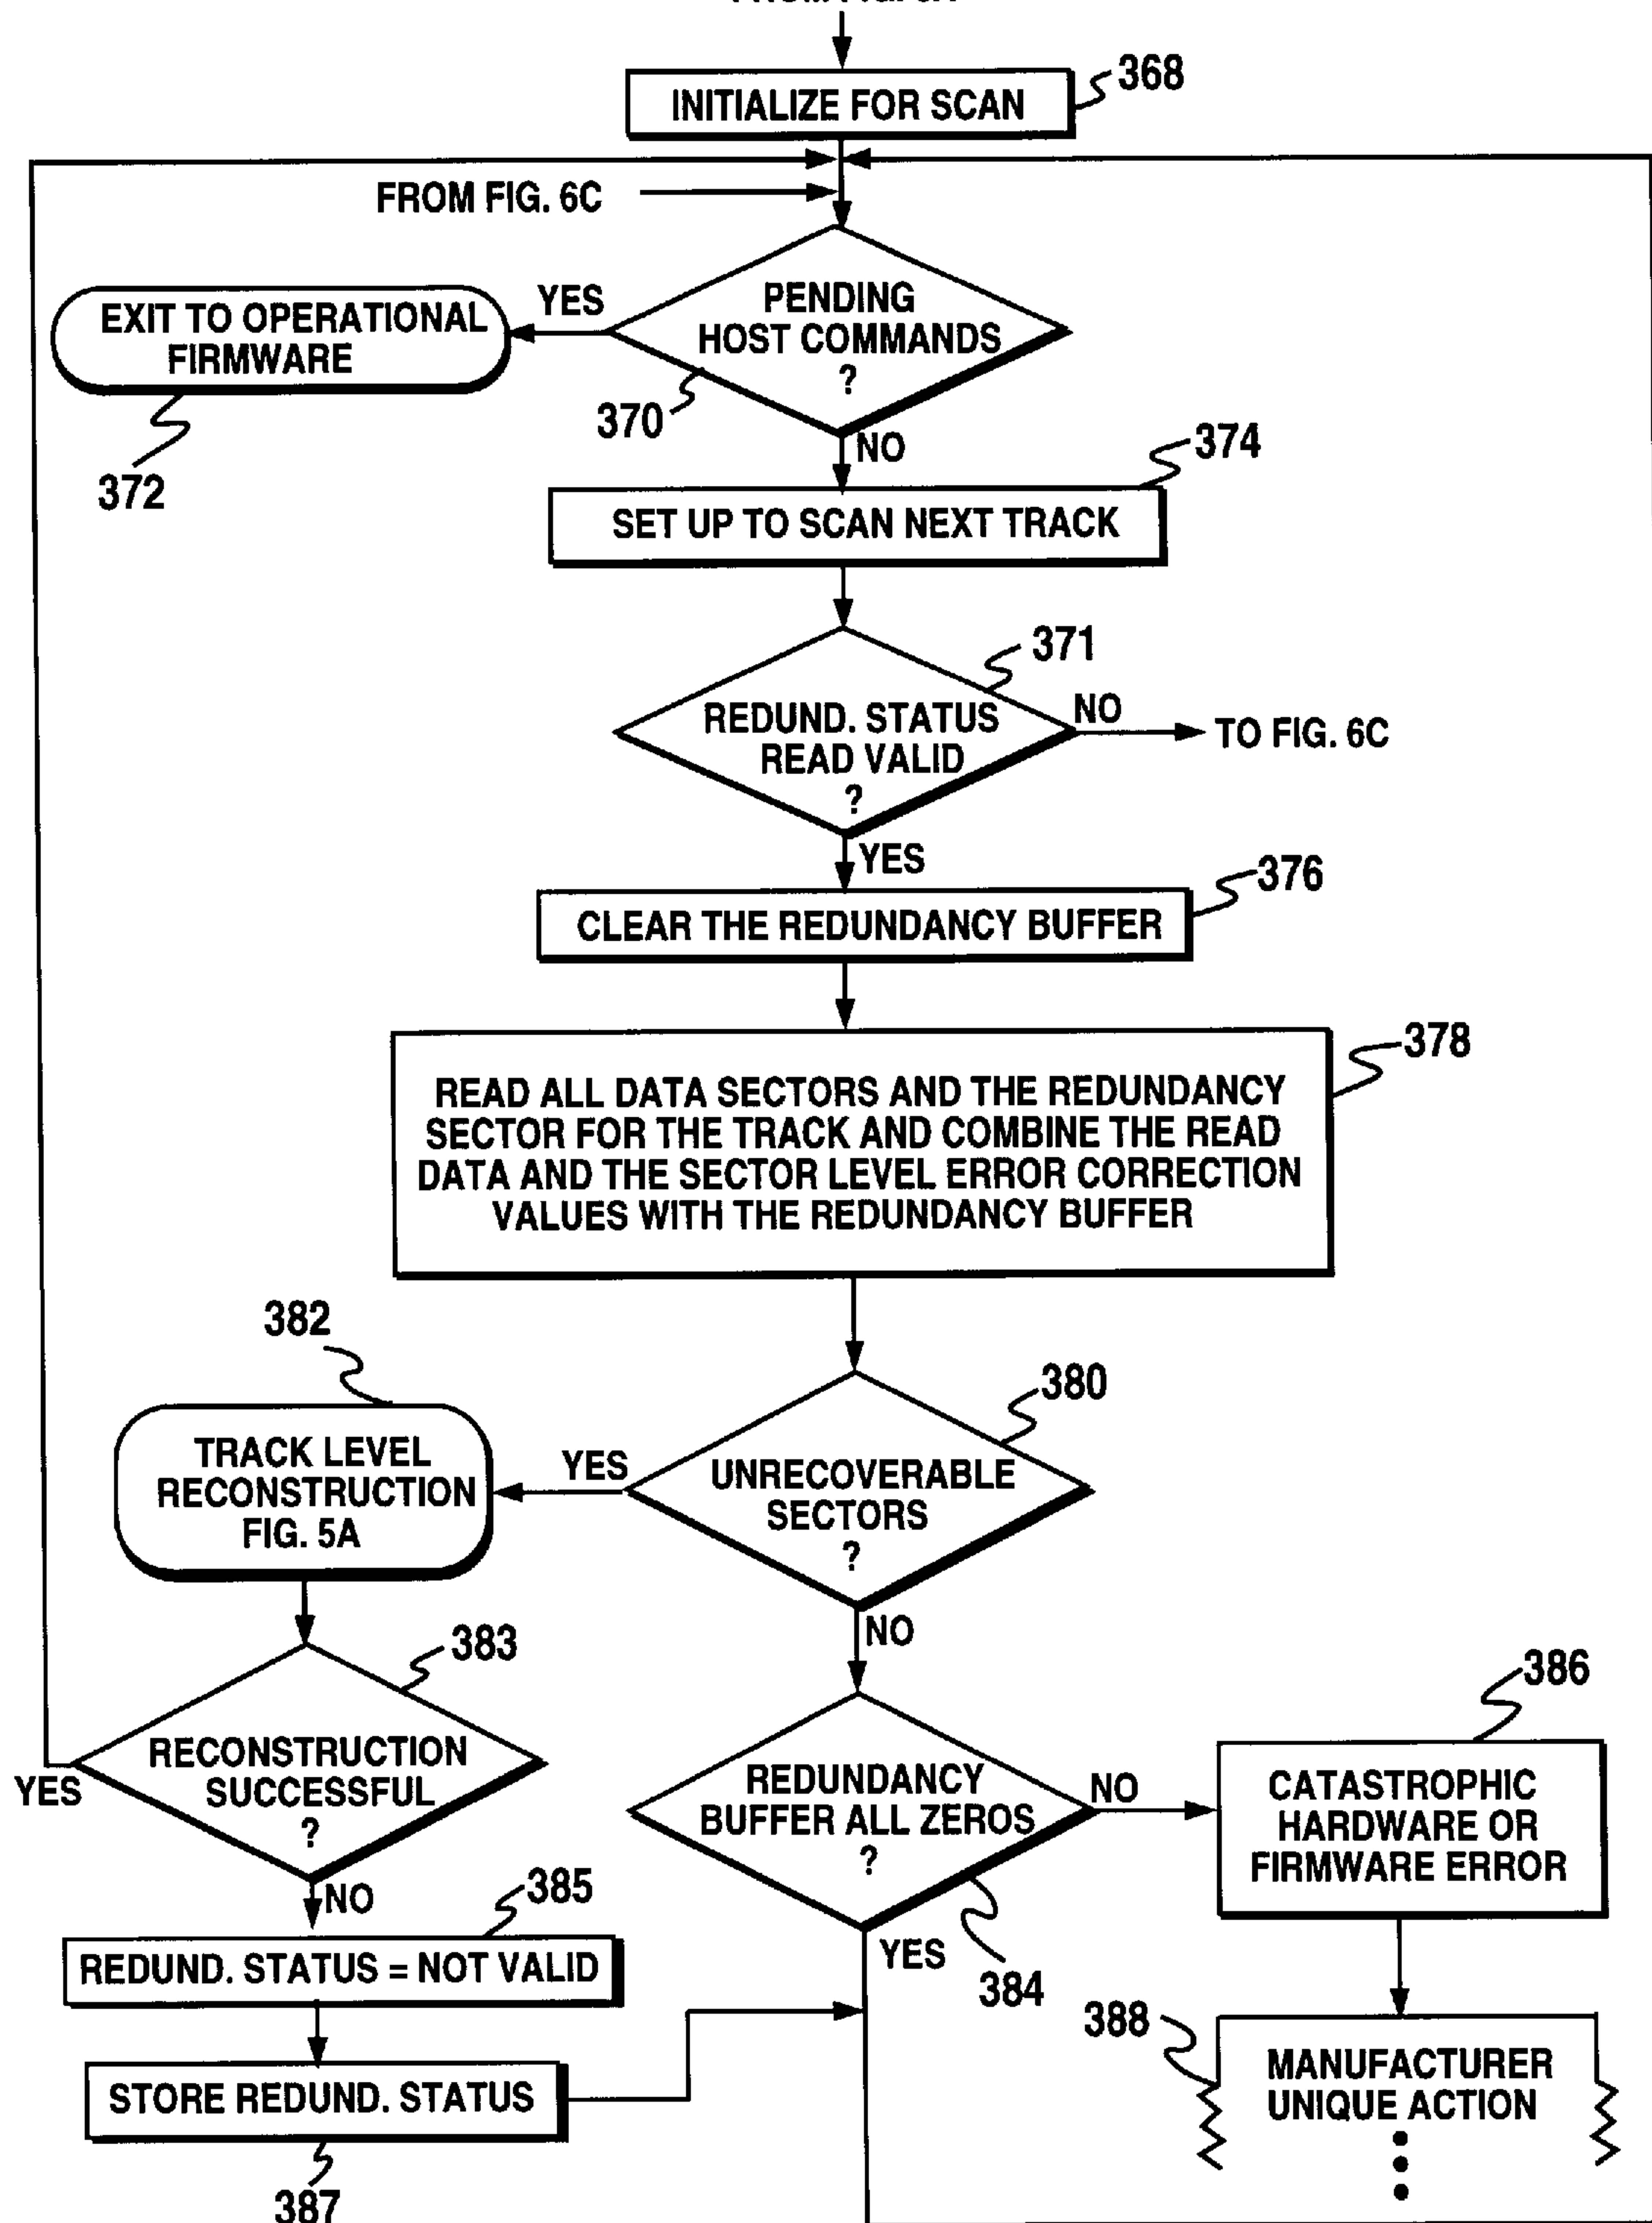 368
INITIALIZE FOR SCAN
FROM FIG. 6C
PENDING
HOST COMMANDS
?
YES
EXIT TO OPERATIONAL
FIRMWARE
370
372
NO
374
SET UP TO SCAN NEXT TRACK
371
REDUND. STATUS
READ VALID
?
NO
TO FIG. 6C
YES
376
CLEAR THE REDUNDANCY BUFFER
378
READ ALL DATA SECTORS AND THE REDUNDANCY
SECTOR FOR THE TRACK AND COMBINE THE READ
DATA AND THE SECTOR LEVEL ERROR CORRECTION
VALUES WITH THE REDUNDANCY BUFFER
382
380
TRACK LEVEL
RECONSTRUCTION
FIG. 5A
YES
UNRECOVERABLE
SECTORS
?
NO
383
386
RECONSTRUCTION
SUCCESSFUL
?
YES
REDUNDANCY
BUFFER ALL ZEROS
?
NO
CATASTROPHIC
HARDWARE OR
FIRMWARE ERROR
NO
385
YES
384
REDUND. STATUS = NOT VALID
388
MANUFACTURER
UNIQUE ACTION
STORE REDUND. STATUS
387